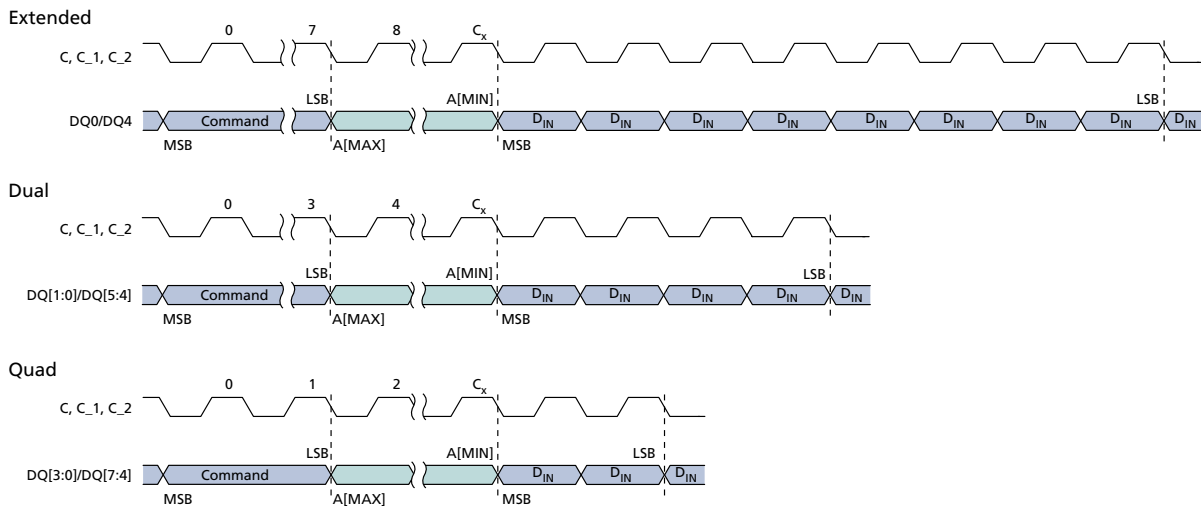 Extended
0 7 8 Cx
C, C_1, C_2
LSB A[MIN] LSB
DQ0/DQ4 Command DIN DIN DIN DIN DIN DIN DIN DIN DIN
MSB A[MAX] MSB
Dual
0 3 4 Cx
C, C_1, C_2
LSB A[MIN] LSB
DQ[1:0]/DQ[5:4] Command DIN DIN DIN DIN DIN
MSB A[MAX] MSB
Quad
0 1 2 Cx
C, C_1, C_2
LSB A[MIN] LSB
DQ[3:0]/DQ[7:4] Command DIN DIN DIN
MSB A[MAX] MSB